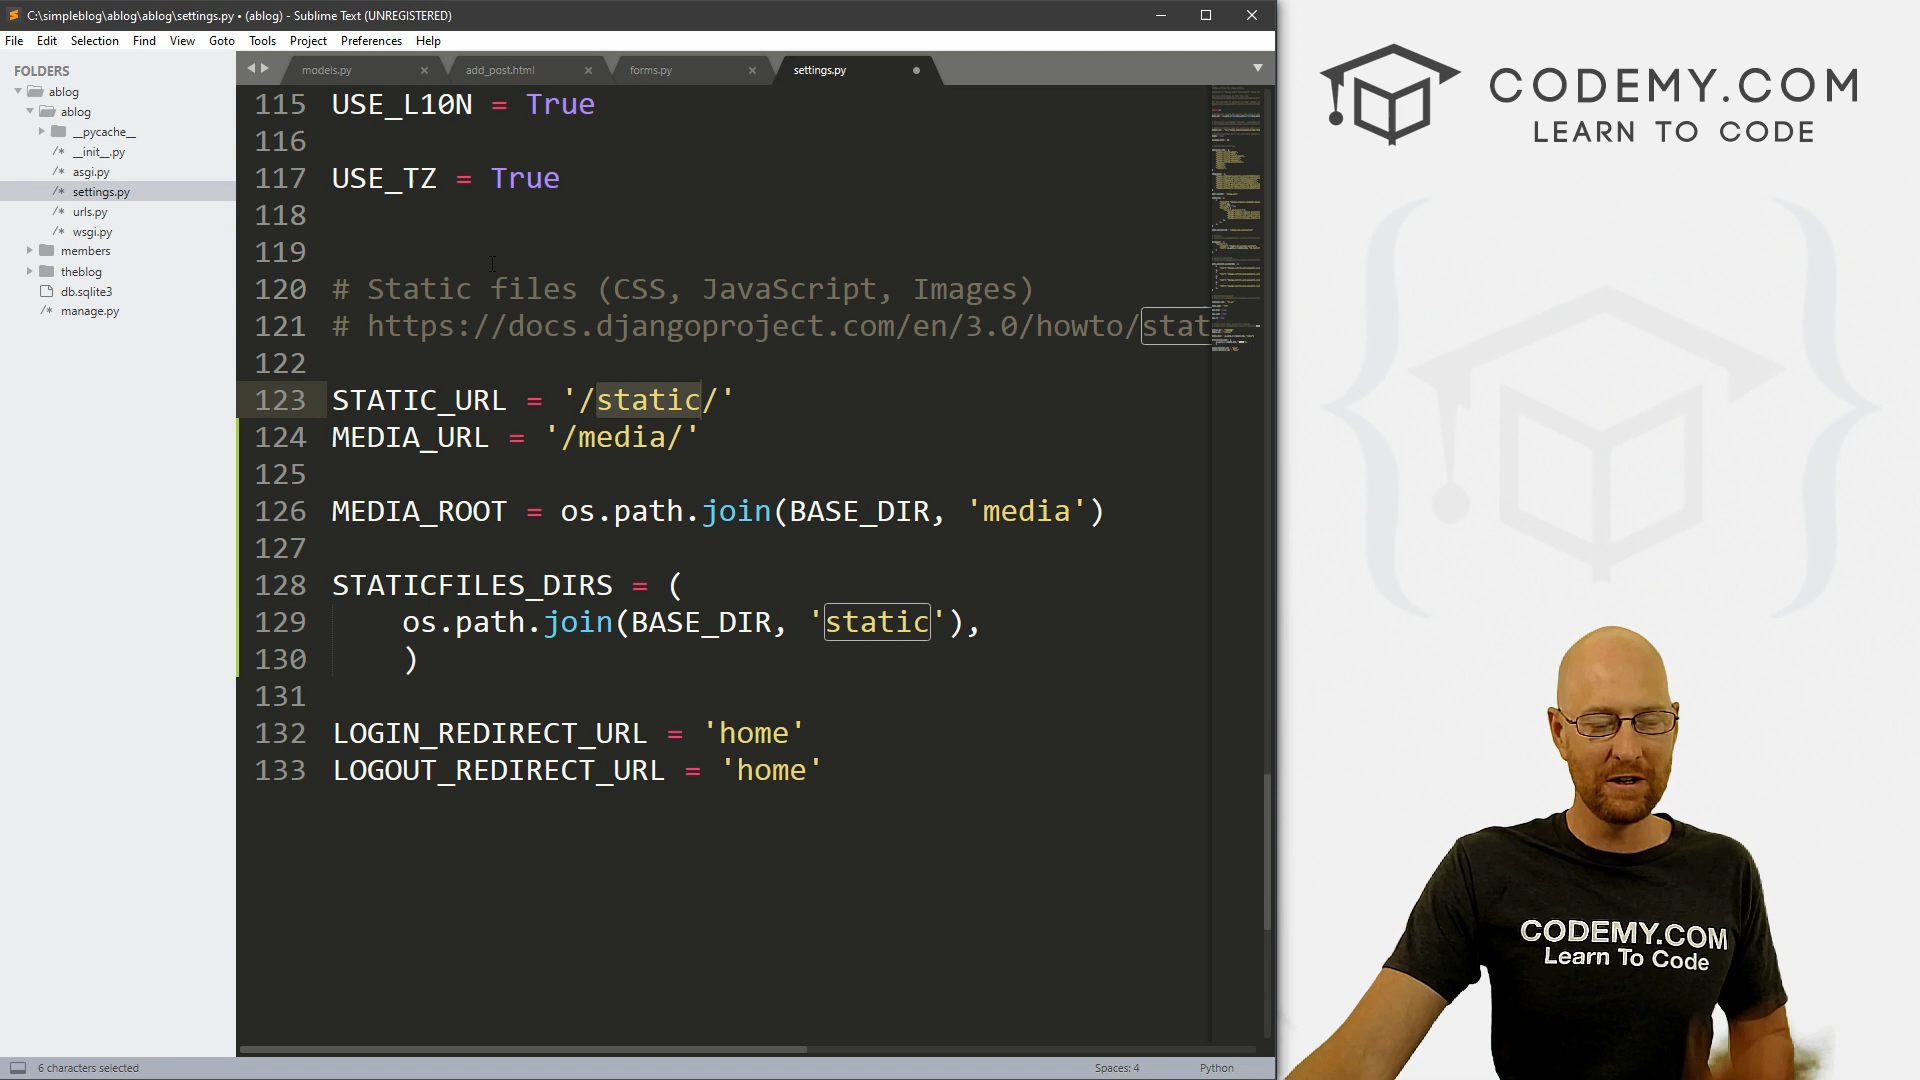 C:\simpleblog\ablog\ablog\settings.py • (ablog) - Sublime Text (UNREGISTERED)
File Edit Selection Find View Goto Tools Project Preferences Help
FOLDERS
ablog
ablog
__pycache__
__init__.py
asgi.py
settings.py
urls.py
wsgi.py
members
theblog
db.sqlite3
manage.py
models.py add_post.html forms.py settings.py
115 USE_L10N = True
116
117 USE_TZ = True
118
119
120 # Static files (CSS, JavaScript, Images)
121 # https://docs.djangoproject.com/en/3.0/howto/stat
122
123 STATIC_URL = '/static/'
124 MEDIA_URL = '/media/'
125
126 MEDIA_ROOT = os.path.join(BASE_DIR, 'media')
127
128 STATICFILES_DIRS = (
129 os.path.join(BASE_DIR, 'static'),
130 )
131
132 LOGIN_REDIRECT_URL = 'home'
133 LOGOUT_REDIRECT_URL = 'home'
6 characters selected
Spaces: 4 Python
CODEMY.COM
LEARN TO CODE
CODEMY.COM
Learn To Code